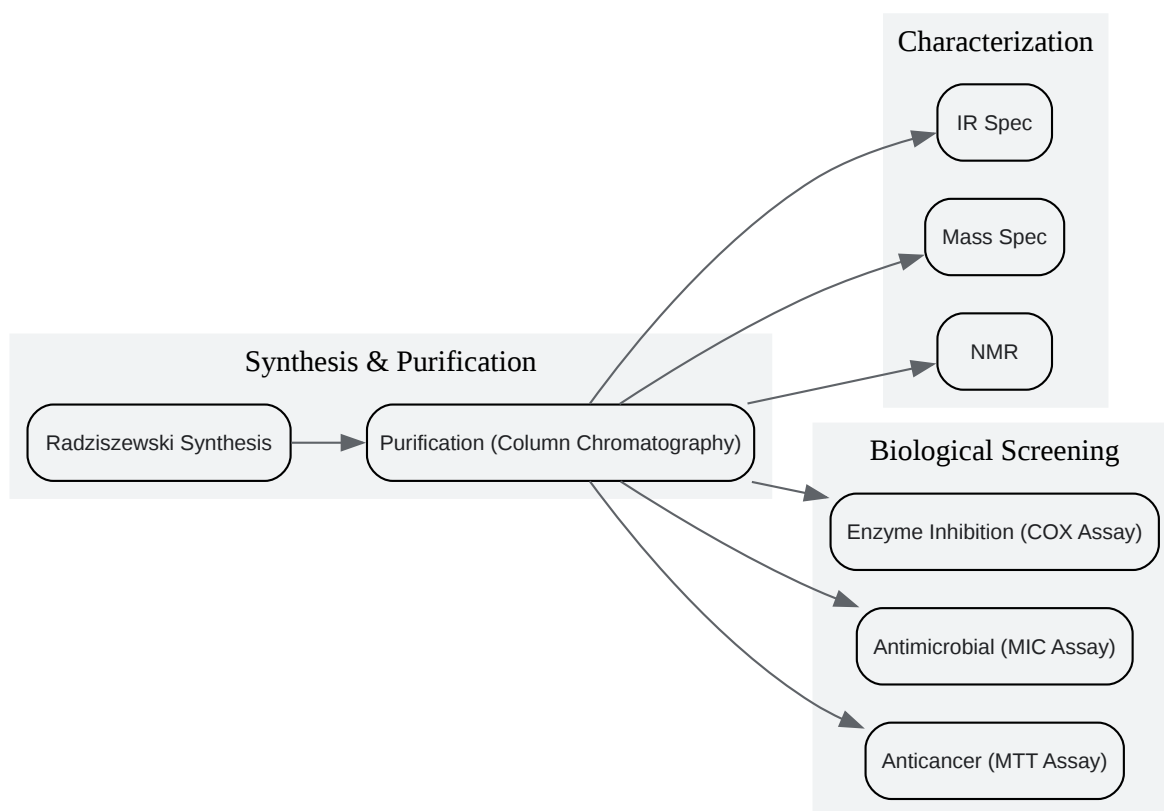 Characterization
IR Spec
Mass Spec
NMR
Synthesis & Purification
Radziszewski Synthesis
Purification (Column Chromatography)
Biological Screening
Enzyme Inhibition (COX Assay)
Antimicrobial (MIC Assay)
Anticancer (MTT Assay)